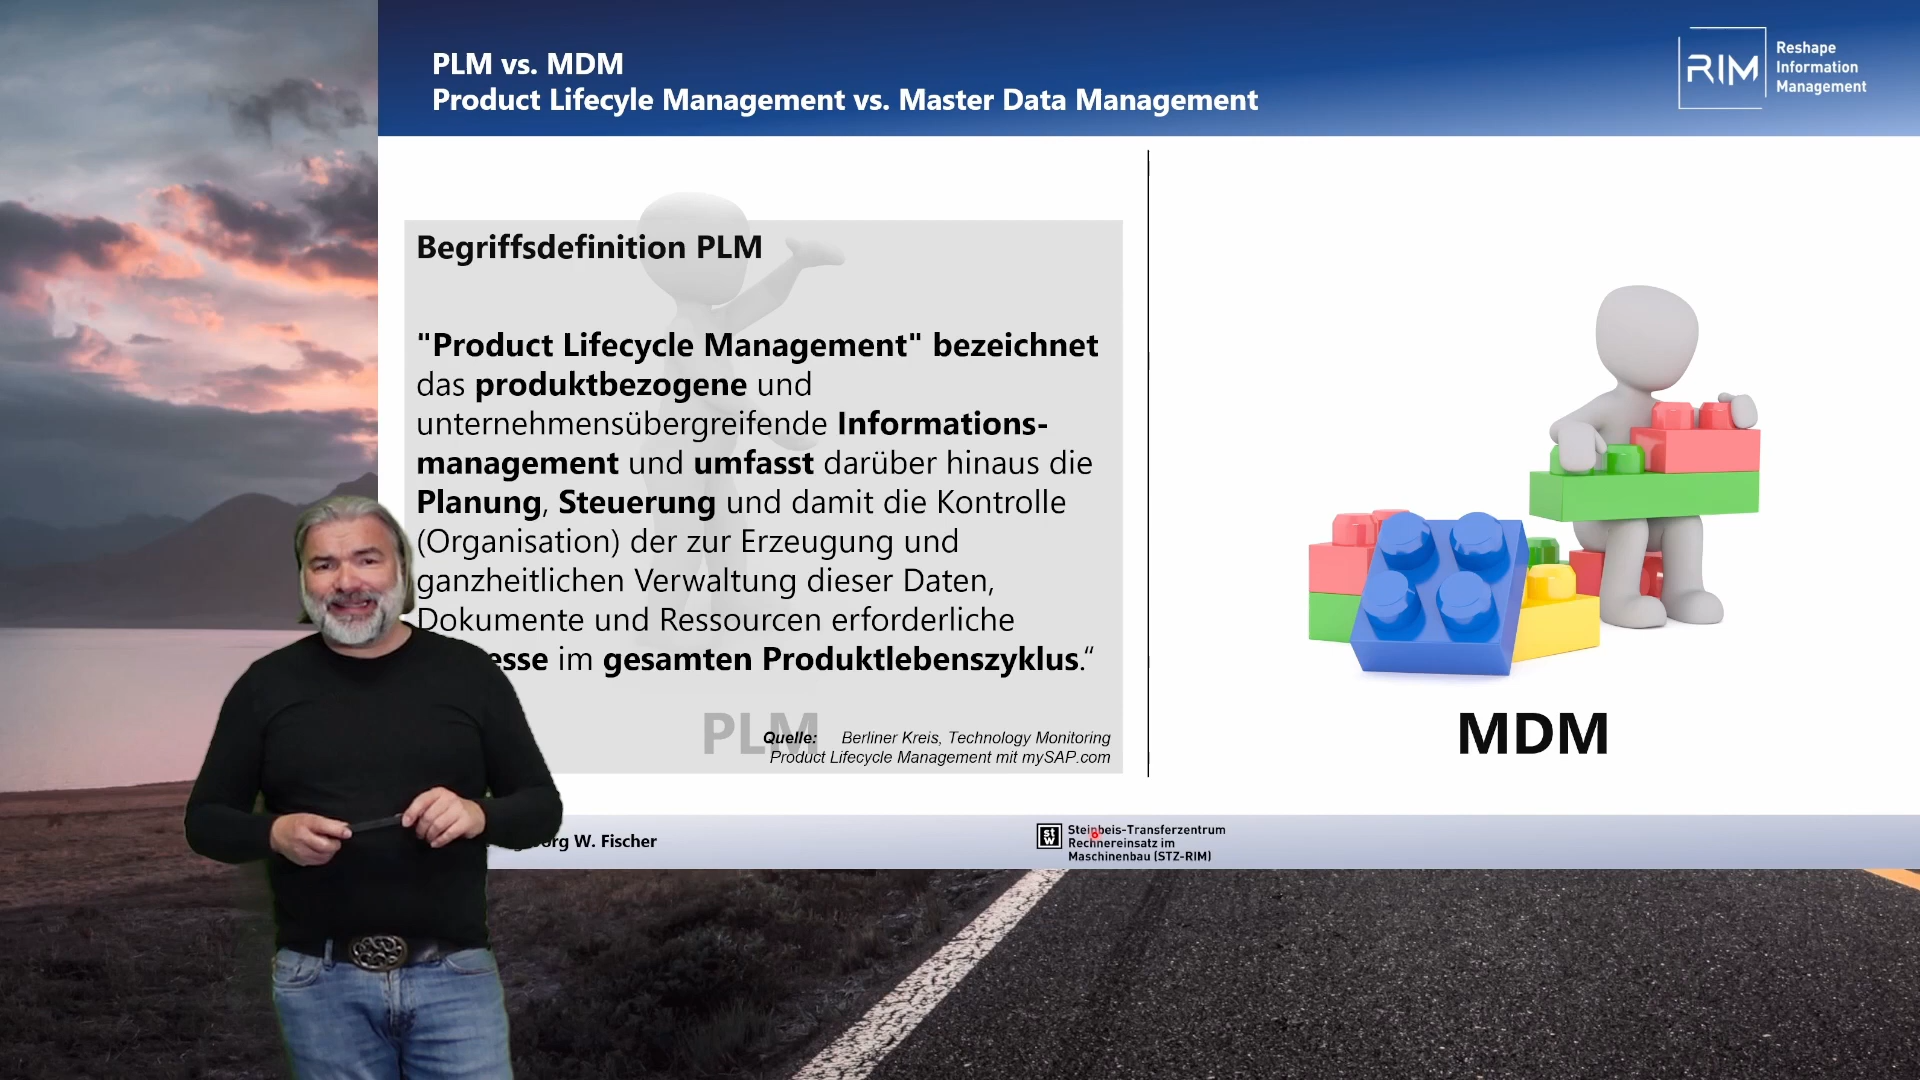 PLM vs. MDM
Product Lifecyle Management vs. Master Data Management
RIM
Reshape
Information
Management
Begriffsdefinition PLM
"Product Lifecycle Management" bezeichnet
das produktbezogene und
unternehmensübergreifende Informations-
management und umfasst darüber hinaus die
Planung, Steuerung und damit die Kontrolle
(Organisation) der zur Erzeugung und
ganzheitlichen Verwaltung dieser Daten,
Dokumente und Ressourcen erforderliche
im gesamten Produktlebenszyklus.“
PLM
Quelle: Berliner Kreis, Technology Monitoring
Product Lifecycle Management mit mySAP.com
MDM
W. Fischer
stw
Steinbeis-Transferzentrum
Rechnereinsatz im
Maschinenbau (STZ-RIM)